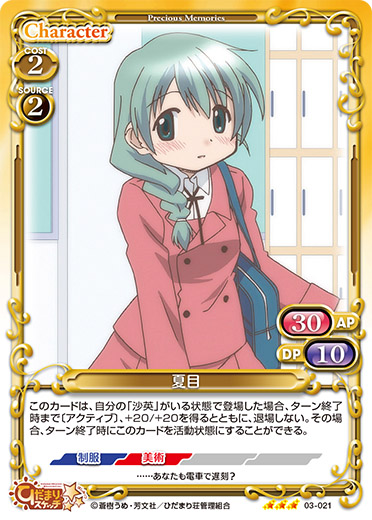 Precious Memories
Character
COST
2
SOURCE
2
30 AP
DP 10
夏目
このカードは、自分の「沙英」がいる状態で登場した場合、ターン終了
時まで〔アクティブ〕、+20/+20を得るとともに、退場しない。その場
合、ターン終了時にこのカードを活動状態にすることができる。
制服 美術
……あなたも電車で遅刻?
ひだまりスケッチ
©蒼樹うめ・芳文社/ひだまり荘管理組合
★★★ 03-021